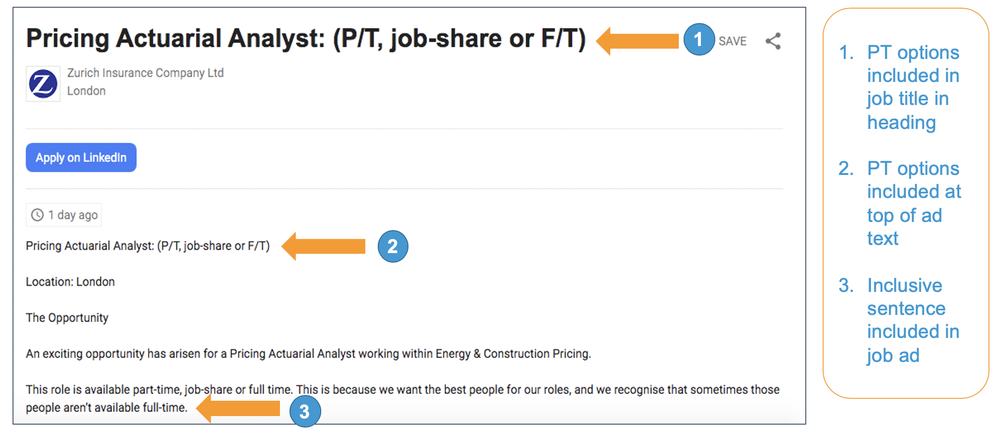 Pricing Actuarial Analyst: (P/T, job-share or F/T)
1
SAVE
Z
Zurich Insurance Company Ltd
London
Apply on LinkedIn
1 day ago
Pricing Actuarial Analyst: (P/T, job-share or F/T)
2
Location: London
The Opportunity
An exciting opportunity has arisen for a Pricing Actuarial Analyst working within Energy & Construction Pricing.
This role is available part-time, job-share or full time. This is because we want the best people for our roles, and we recognise that sometimes those
people aren't available full-time.
3
1. PT options
included in
job title in
heading
2. PT options
included at
top of ad
text
3. Inclusive
sentence
included in
job ad